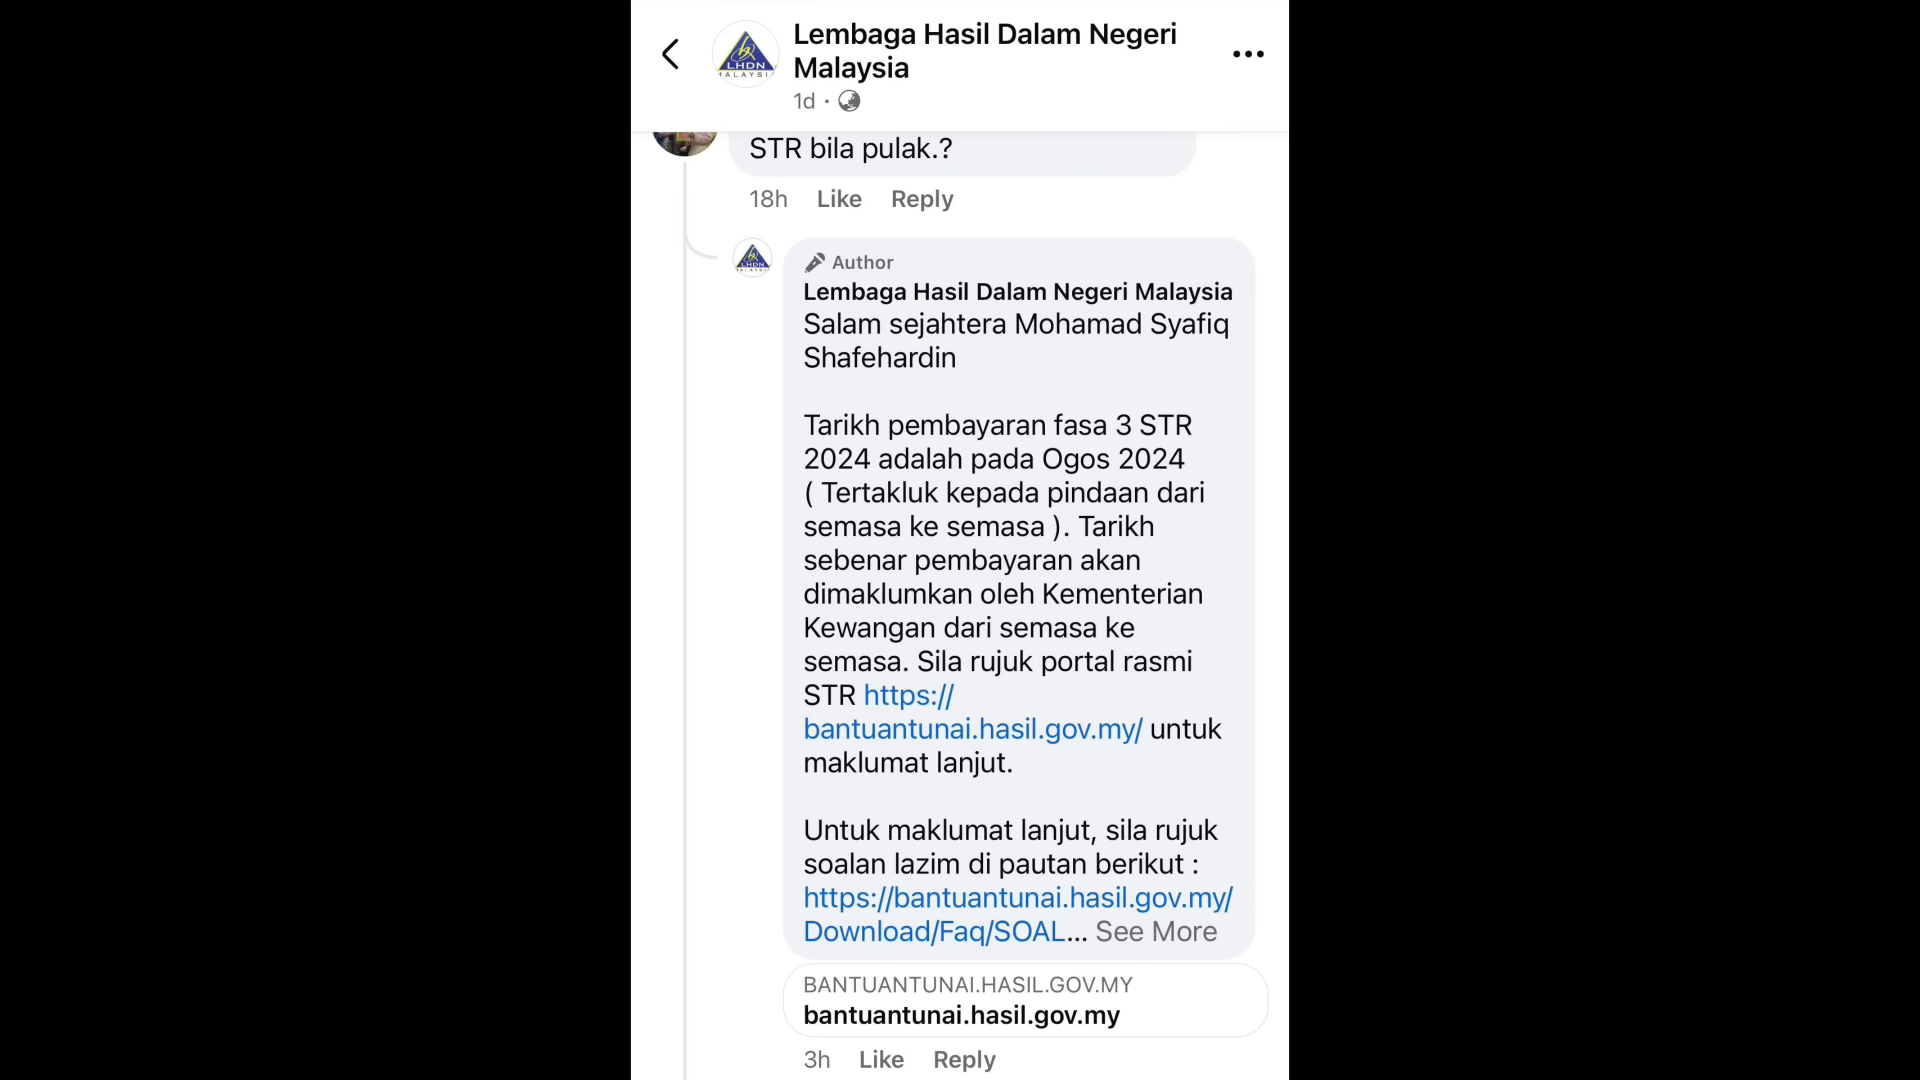 Lembaga Hasil Dalam Negeri
Malaysia
LHDN
MALAYSIA
1d ·
STR bila pulak.?
18h Like Reply
LHDN
Author
Lembaga Hasil Dalam Negeri Malaysia
Salam sejahtera Mohamad Syafiq
Shafehardin
Tarikh pembayaran fasa 3 STR
2024 adalah pada Ogos 2024
( Tertakluk kepada pindaan dari
semasa ke semasa ). Tarikh
sebenar pembayaran akan
dimaklumkan oleh Kementerian
Kewangan dari semasa ke
semasa. Sila rujuk portal rasmi
STR https://
bantuantunai.hasil.gov.my/ untuk
maklumat lanjut.
Untuk maklumat lanjut, sila rujuk
soalan lazim di pautan berikut :
https://bantuantunai.hasil.gov.my/
Download/Faq/SOAL... See More
BANTUANTUNAI.HASIL.GOV.MY
bantuantunai.hasil.gov.my
3h Like Reply